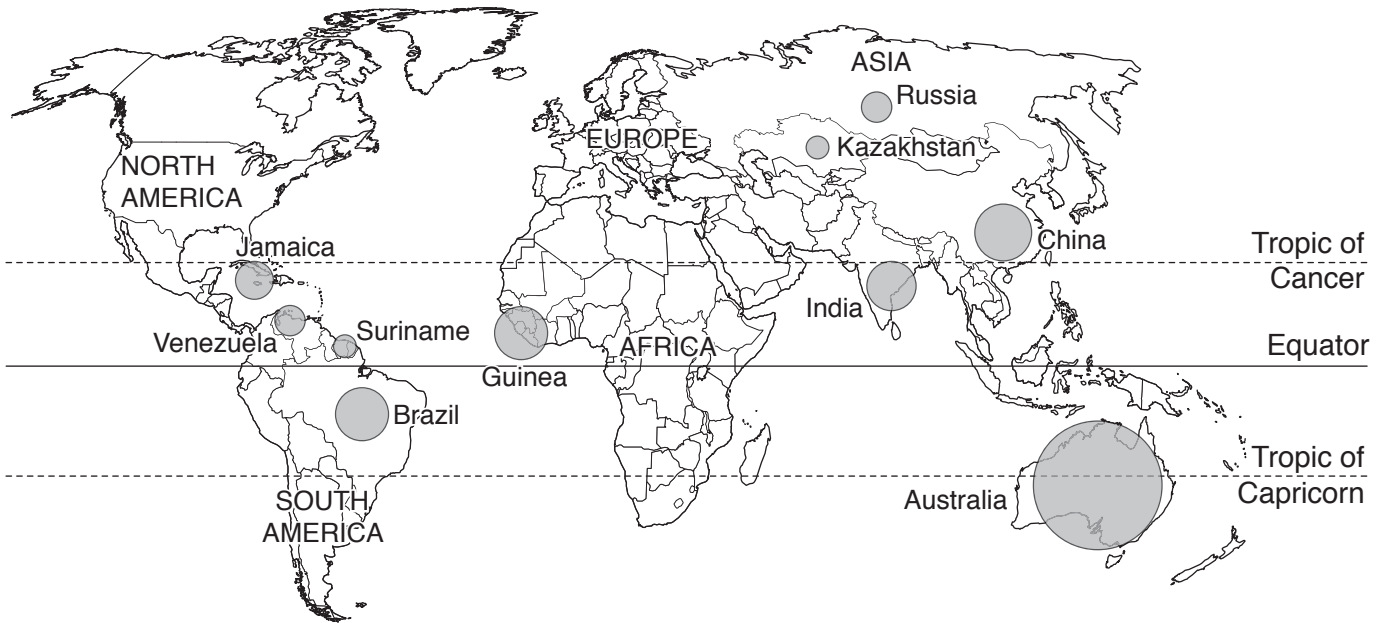 ASIA
Russia
EUROPE
Kazakhstan
NORTH
AMERICA
China
Jamaica
Tropic of
Cancer
India
Venezuela
Suriname
AFRICA
Equator
Guinea
Brazil
Tropic of
Capricorn
Australia
SOUTH
AMERICA